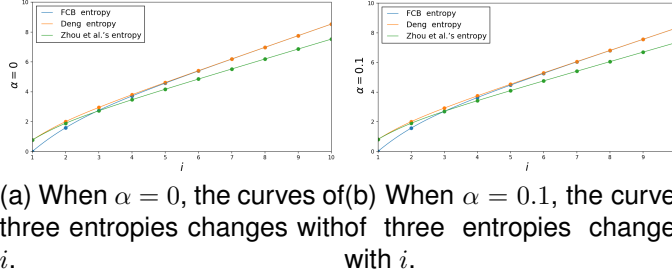 10
8
6
4
2
0
α = 0
FCB entropy
Deng entropy
Zhou et al.'s entropy
1 2 3 4 5 6 7 8 9 10
i
10
8
6
4
2
0
α = 0.1
FCB entropy
Deng entropy
Zhou et al.'s entropy
1 2 3 4 5 6 7 8 9
i
(a) When α = 0, the curves of
three entropies changes with
i.
(b) When α = 0.1, the curve
of three entropies change
with i.